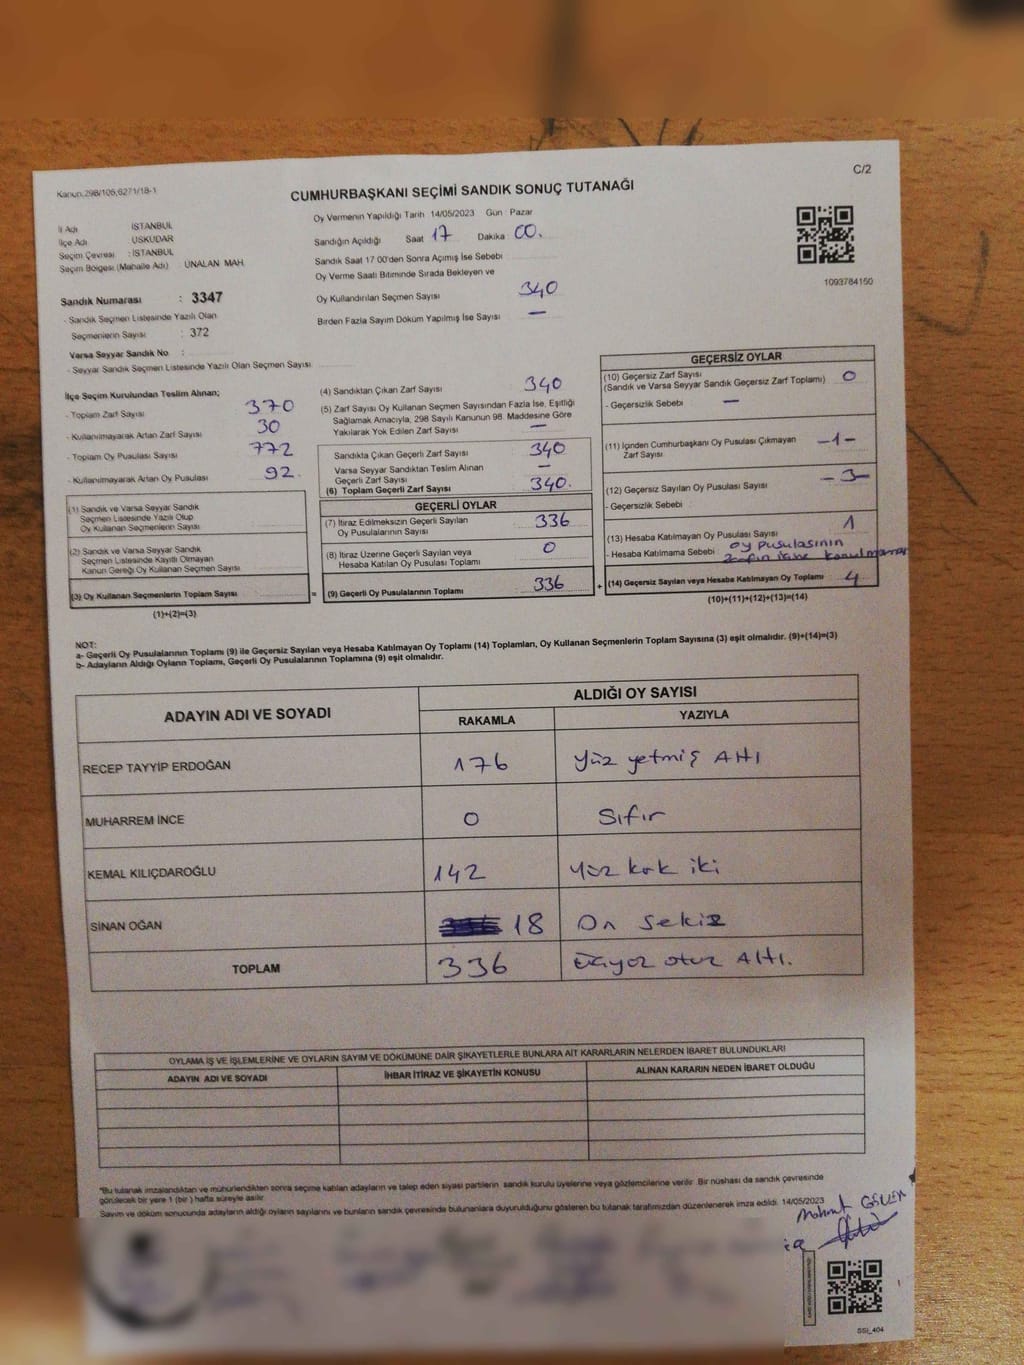 Kanun.298/105,6271/18-1
C/2
CUMHURBAŞKANI SEÇİMİ SANDIK SONUÇ TUTANAĞI
İl Adı İSTANBUL
İlçe Adı ÜSKÜDAR
Seçim Çevresi : İSTANBUL
Seçim Bölgesi (Mahalle Adı) ÜNALAN MAH.
Sandık Numarası : 3347
- Sandık Seçmen Listesinde Yazılı Olan
Seçmenlerin Sayısı : 372
Varsa Seyyar Sandık No :
- Seyyar Sandık Seçmen Listesinde Yazılı Olan Seçmen Sayısı
Oy Vermenin Yapıldığı Tarih 14/05/2023 Gün Pazar
Sandığın Açıldığı Saat 17 Dakika 00.
Sandık Saat 17 00'den Sonra Açımış İse Sebebi
Oy Verme Saati Bitiminde Sırada Bekleyen ve
Oy Kullandırılan Seçmen Sayısı 340
Birden Fazla Sayım Döküm Yapılmış İse Sayısı —
1093784150
İlçe Seçim Kurulundan Teslim Alınan;
- Toplam Zarf Sayısı 370
- Kullanılmayarak Artan Zarf Sayısı 30
- Toplam Oy Pusulası Sayısı 772
- Kullanılmayarak Artan Oy Pusulası 92.
(1) Sandık ve Varsa Seyyar Sandık
Seçmen Listesinde Yazılı Olup
Oy Kullanan Seçmenlerin Sayısı
(2) Sandık ve Varsa Seyyar Sandık
Seçmen Listesinde Kayıtlı Olmayan
Kanun Gereği Oy Kullanan Seçmen Sayısı
(3) Oy Kullanan Seçmenlerin Toplam Sayısı
(1)+(2)=(3)
=
(4) Sandıktan Çıkan Zarf Sayısı 340
(5) Zarf Sayısı Oy Kullanan Seçmen Sayısından Fazla İse, Eşitliği
Sağlamak Amacıyla, 298 Sayılı Kanunun 98. Maddesine Göre
Yakılarak Yok Edilen Zarf Sayısı —
Sandıkta Çıkan Geçerli Zarf Sayısı 340
Varsa Seyyar Sandıktan Teslim Alınan
Geçerli Zarf Sayısı —
(6) Toplam Geçerli Zarf Sayısı 340.
GEÇERLİ OYLAR
(7) İtiraz Edilmeksizin Geçerli Sayılan
Oy Pusulalarının Sayısı 336
(8) İtiraz Üzerine Geçerli Sayılan veya
Hesaba Katılan Oy Pusulası Toplamı 0
(9) Geçerli Oy Pusulalarının Toplamı 336
+
GEÇERSİZ OYLAR
(10) Geçersiz Zarf Sayısı
(Sandık ve Varsa Seyyar Sandık Geçersiz Zarf Toplamı) 0
- Geçersizlik Sebebi —
(11) İçinden Cumhurbaşkanı Oy Pusulası Çıkmayan
Zarf Sayısı -1-
(12) Geçersiz Sayılan Oy Pusulası Sayısı -3-
- Geçersizlik Sebebi
(13) Hesaba Katılmayan Oy Pusulası Sayısı 1
- Hesaba Katılmama Sebebi oy pusulasının
zarfın içine konulmaması
(14) Geçersiz Sayılan veya Hesaba Katılmayan Oy Toplamı 4
(10)+(11)+(12)+(13)=(14)
NOT:
a- Geçerli Oy Pusulalarının Toplamı (9) ile Geçersiz Sayılan veya Hesaba Katılmayan Oy Toplamı (14) Toplamları, Oy Kullanan Seçmenlerin Toplam Sayısına (3) eşit olmalıdır. (9)+(14)=(3)
b- Adayların Aldığı Oyların Toplamı, Geçerli Oy Pusulalarının Toplamına (9) eşit olmalıdır.
ADAYIN ADI VE SOYADI
ALDIĞI OY SAYISI
RAKAMLA YAZIYLA
RECEP TAYYİP ERDOĞAN 176 Yüz yetmiş Altı
MUHARREM İNCE 0 Sıfır
KEMAL KILIÇDAROĞLU 142 Yüz kırk iki
SİNAN OĞAN 18 On sekiz
TOPLAM 336 Üçyüz otuz Altı.
OYLAMA İŞ VE İŞLEMLERİNE VE OYLARIN SAYIM VE DÖKÜMÜNE DAİR ŞİKAYETLERLE BUNLARA AİT KARARLARIN NELERDEN İBARET BULUNDUKLARI
ADAYIN ADI VE SOYADI İHBAR İTİRAZ VE ŞİKAYETİN KONUSU ALINAN KARARIN NEDEN İBARET OLDUĞU
*Bu tutanak imzalandıktan ve mühürlendikten sonra seçime katılan adayların ve talep eden siyasi partilerin sandık kurulu üyelerine veya gözlemcilerine verilir. Bir nüshası da sandık çevresinde
görülecek bir yere 1 (bir ) hafta süreyle asılır.
Sayım ve döküm sonucunda adayların aldığı oyların sayılarını ve bunların sandık çevresinde bulunanlara duyurulduğunu gösteren bu tutanak tarafımızdan düzenlenerek imza edildi. 14/05/2023
Mahmut
SSİ_404